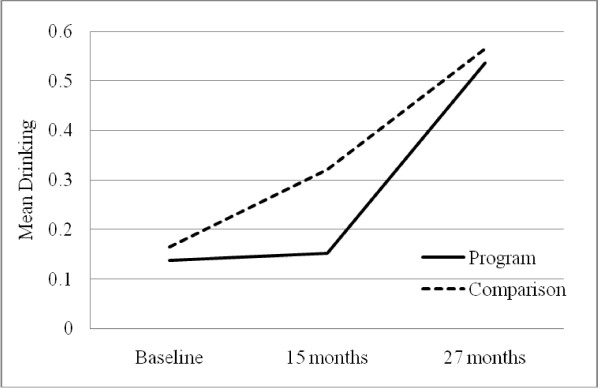 0.6
0.5
0.4
0.3
0.2
0.1
0
Mean Drinking
Program
Comparison
Baseline
15 months
27 months